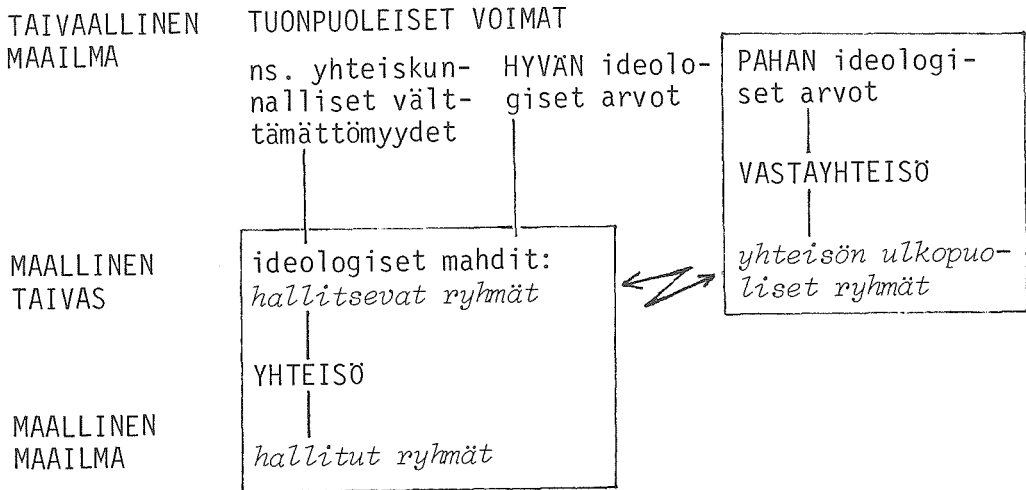 TAIVAALLINEN
MAAILMA
TUONPUOLEISET VOIMAT
ns. yhteiskun-
nalliset vält-
tämättömyydet
HYVÄN ideolo-
giset arvot
PAHAN ideologi-
set arvot
VASTAYHTEISÖ
yhteisön ulkopuo-
liset ryhmät
MAALLINEN
TAIVAS
ideologiset mahdit:
hallitsevat ryhmät
YHTEISÖ
MAALLINEN
MAAILMA
hallitut ryhmät